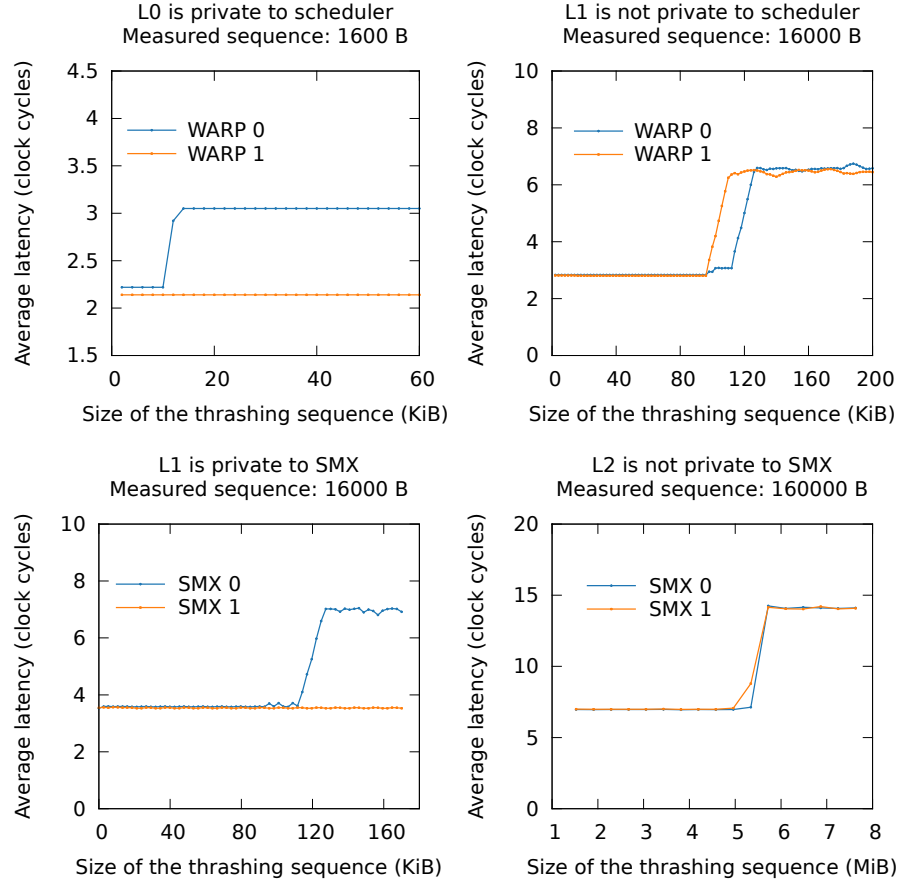 L0 is private to scheduler
Measured sequence: 1600 B
Average latency (clock cycles)
4.5
4
3.5
3
2.5
2
1.5
WARP 0
WARP 1
0 20 40 60
Size of the thrashing sequence (KiB)
L1 is not private to scheduler
Measured sequence: 16000 B
Average latency (clock cycles)
10
8
6
4
2
0
WARP 0
WARP 1
0 40 80 120 160 200
Size of the thrashing sequence (KiB)
L1 is private to SMX
Measured sequence: 16000 B
Average latency (clock cycles)
10
8
6
4
2
0
SMX 0
SMX 1
0 40 80 120 160
Size of the thrashing sequence (KiB)
L2 is not private to SMX
Measured sequence: 160000 B
Average latency (clock cycles)
20
15
10
5
0
SMX 0
SMX 1
1 2 3 4 5 6 7 8
Size of the thrashing sequence (MiB)